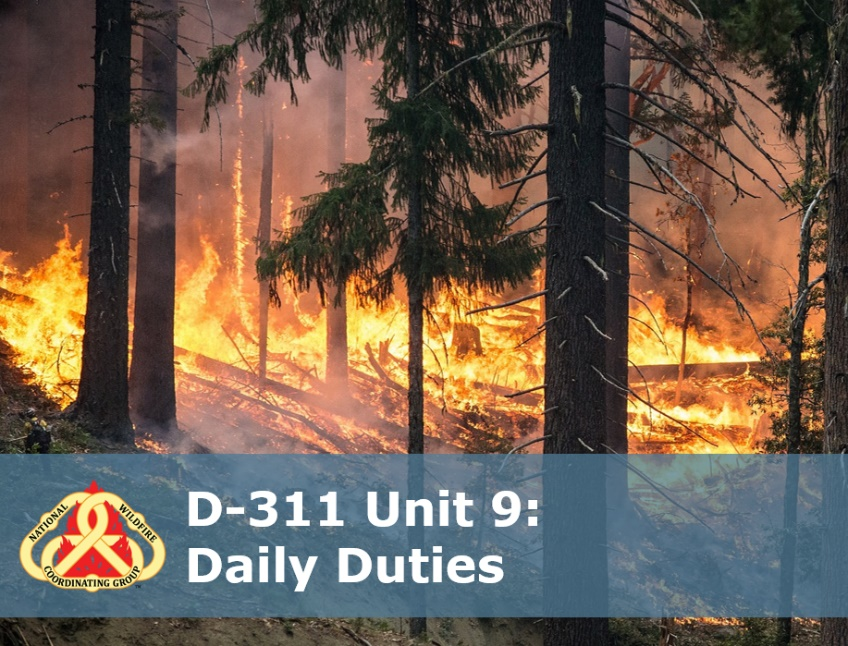 D-311 Unit 9:
Daily Duties
NATIONAL WILDFIRE
COORDINATING GROUP